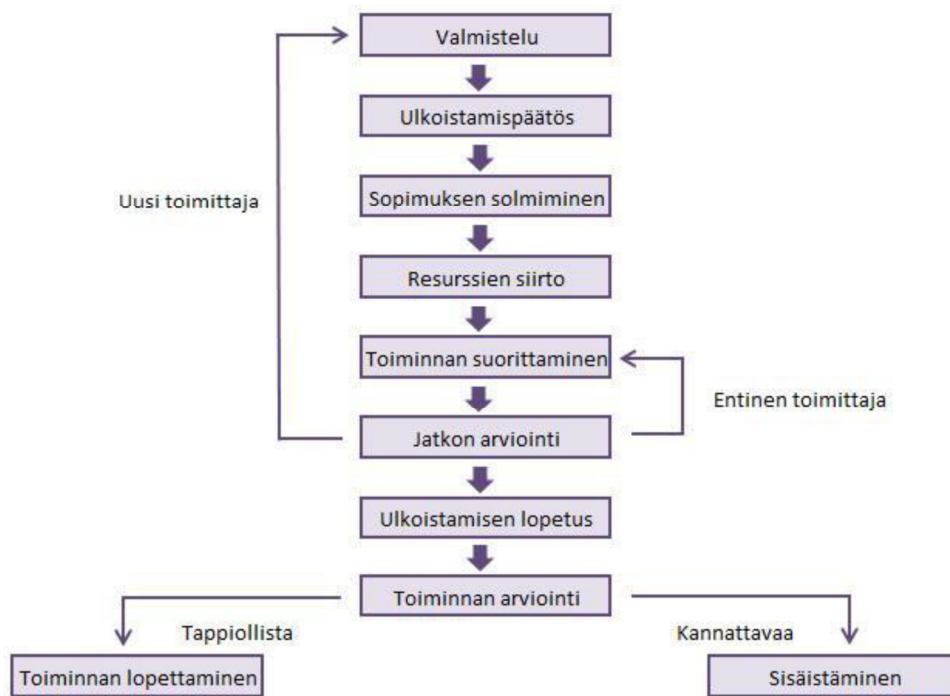 Valmistelu
Ulkoistamispäätös
Uusi toimittaja
Sopimuksen solmiminen
Resurssien siirto
Toiminnan suorittaminen
Entinen toimittaja
Jatkon arviointi
Ulkoistamisen lopetus
Toiminnan arviointi
Tappiollista
Kannattavaa
Toiminnan lopettaminen
Sisäistäminen